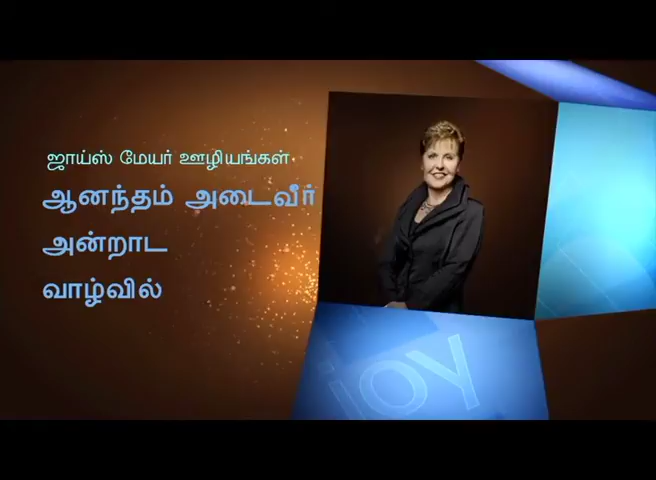 ஜாய்ஸ் மேயர் ஊழியங்கள்
ஆனந்தம் அடைவீர்
அன்றாட
வாழ்வில்
joy